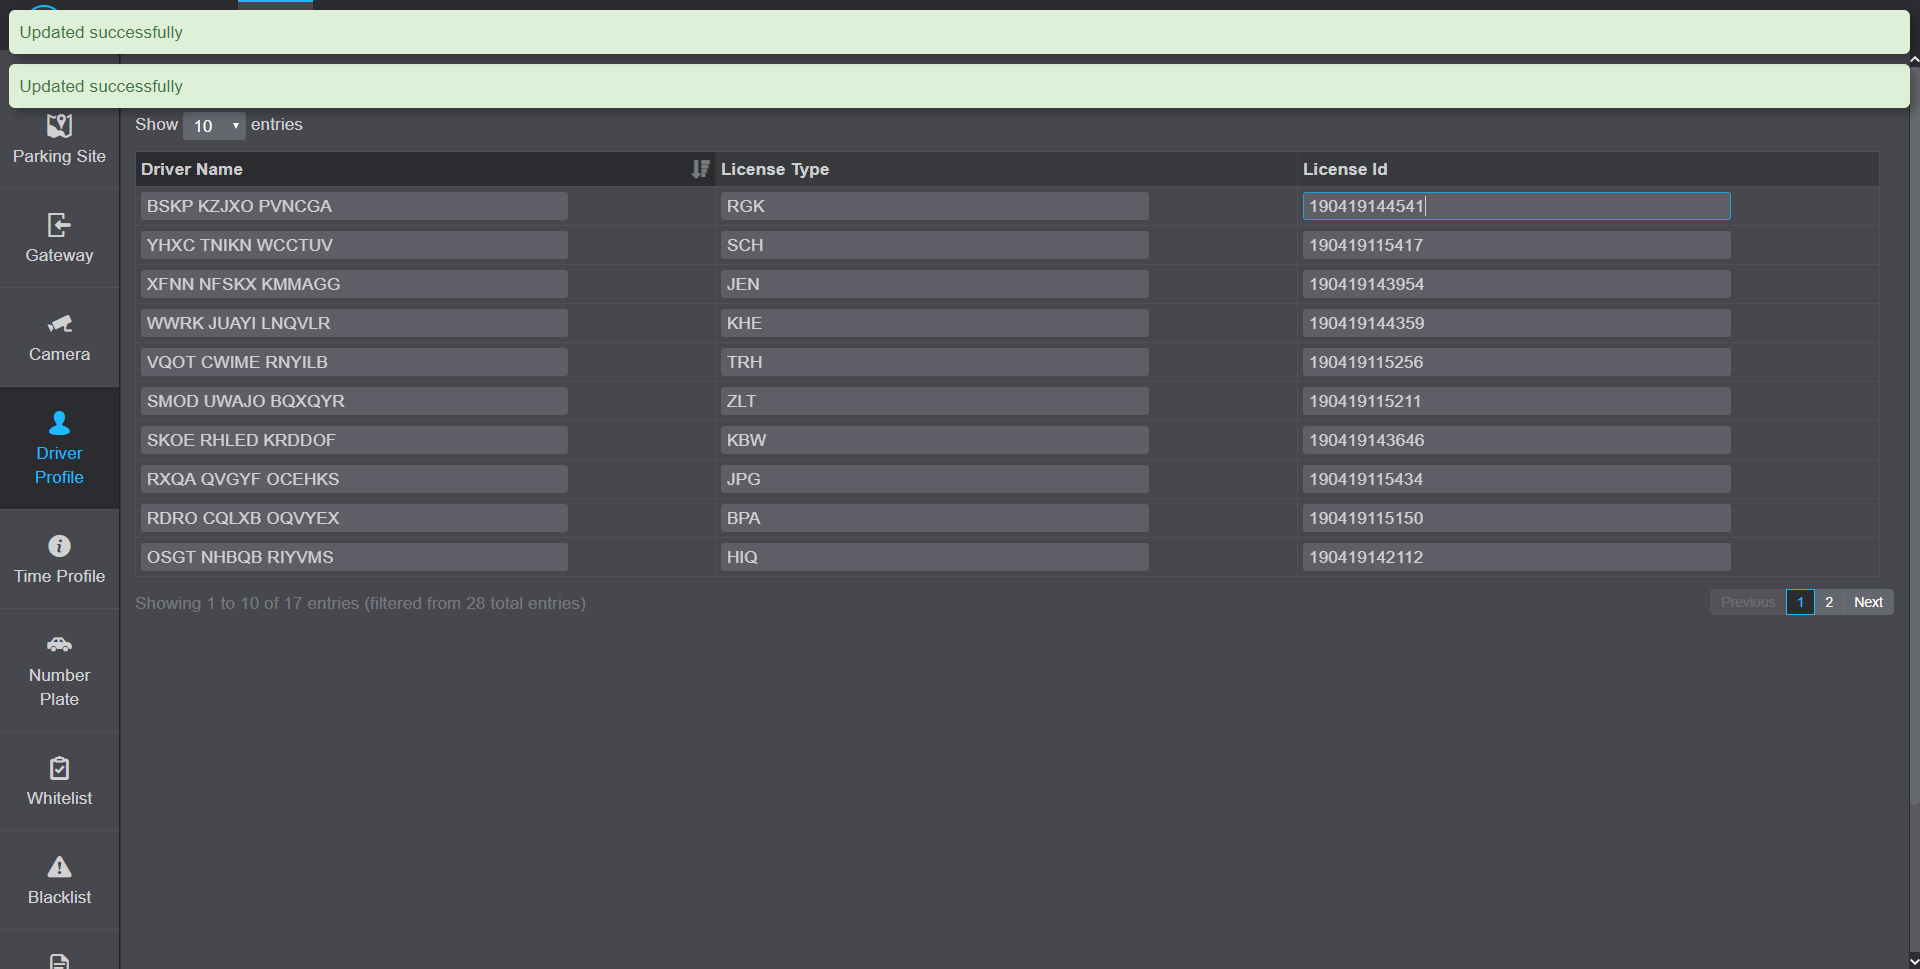 Updated successfully
Updated successfully
Show 10 entries
Parking Site
Gateway
Camera
Driver
Profile
Time Profile
Number
Plate
Whitelist
Blacklist
Driver Name License Type License Id
BSKP KZJXO PVNCGA RGK 190419144541
YHXC TNIKN WCCTUV SCH 190419115417
XFNN NFSKX KMMAGG JEN 190419143954
WWRK JUAYI LNQVLR KHE 190419144359
VQOT CWIME RNYILB TRH 190419115256
SMOD UWAJO BQXQYR ZLT 190419115211
SKOE RHLED KRDDOF KBW 190419143646
RXQA QVGYF OCEHKS JPG 190419115434
RDRO CQLXB OQVYEX BPA 190419115150
OSGT NHBQB RIYVMS HIQ 190419142112
Showing 1 to 10 of 17 entries (filtered from 28 total entries)
Previous 1 2 Next